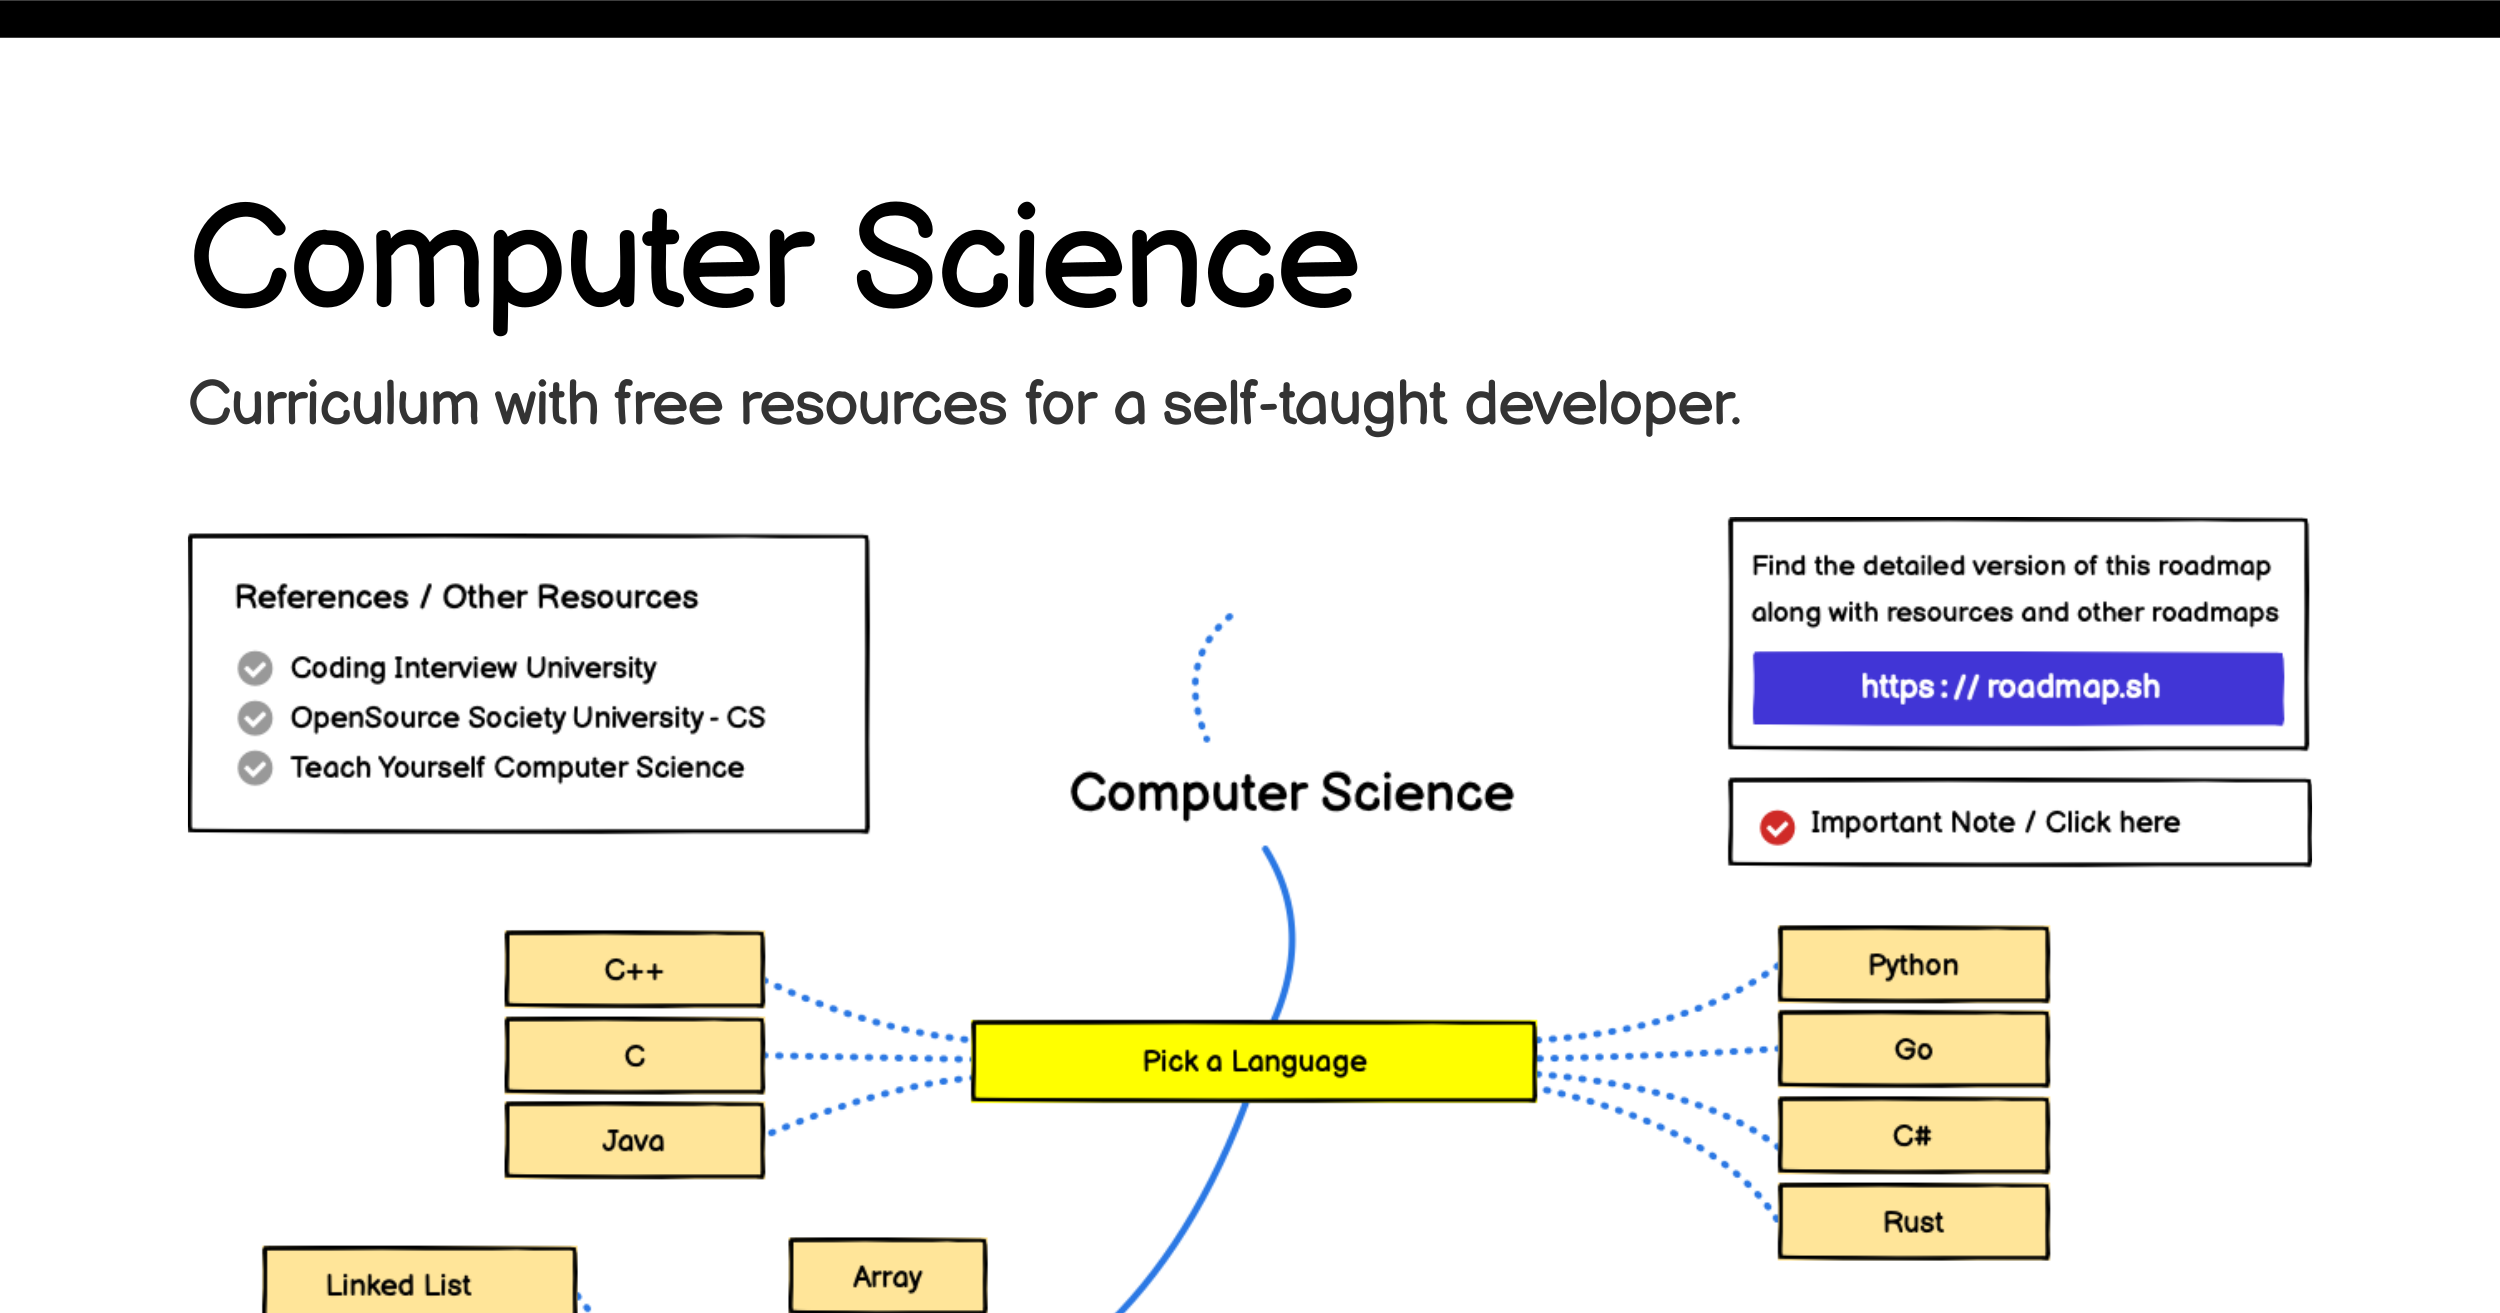 Computer Science
Curriculum with free resources for a self-taught developer.
References / Other Resources
Coding Interview University
OpenSource Society University - CS
Teach Yourself Computer Science
Find the detailed version of this roadmap
along with resources and other roadmaps
https://roadmap.sh
Important Note / Click here
Computer Science
C++
C
Java
Pick a Language
Python
Go
C#
Rust
Linked List
Array